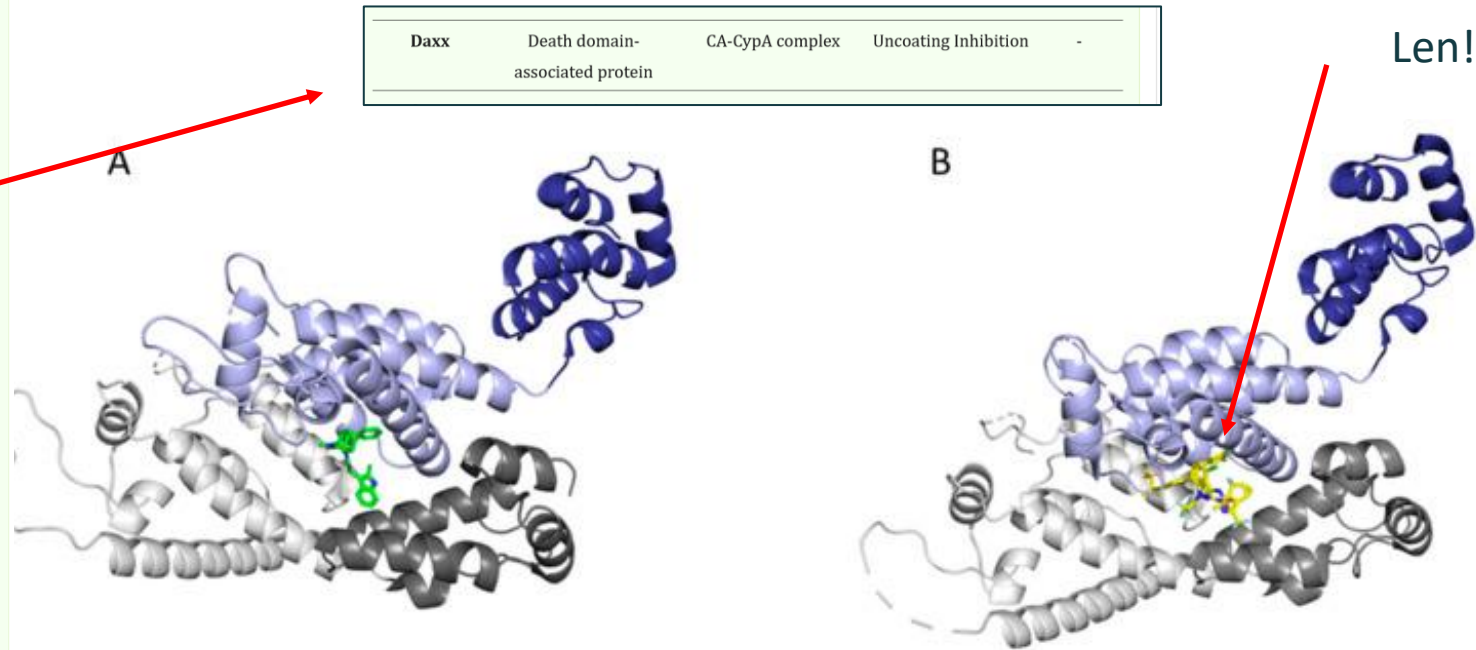 Daxx Death domain- CA-CypA complex Uncoating Inhibition -
associated protein
Len!
A
B